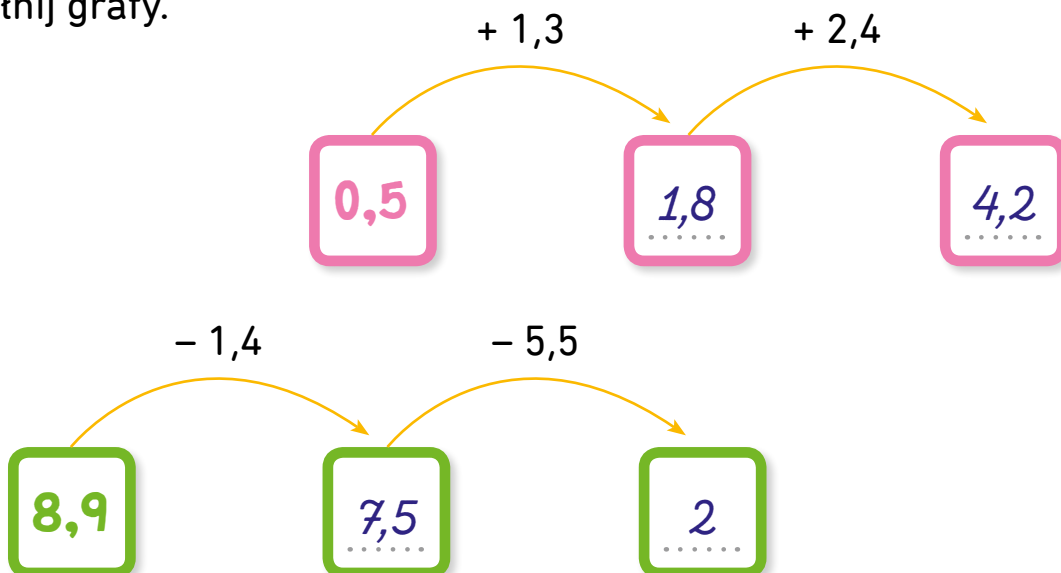 łnij grafy.
+ 1,3 + 2,4
0,5 1,8 4,2
– 1,4 – 5,5
8,9 7,5 2